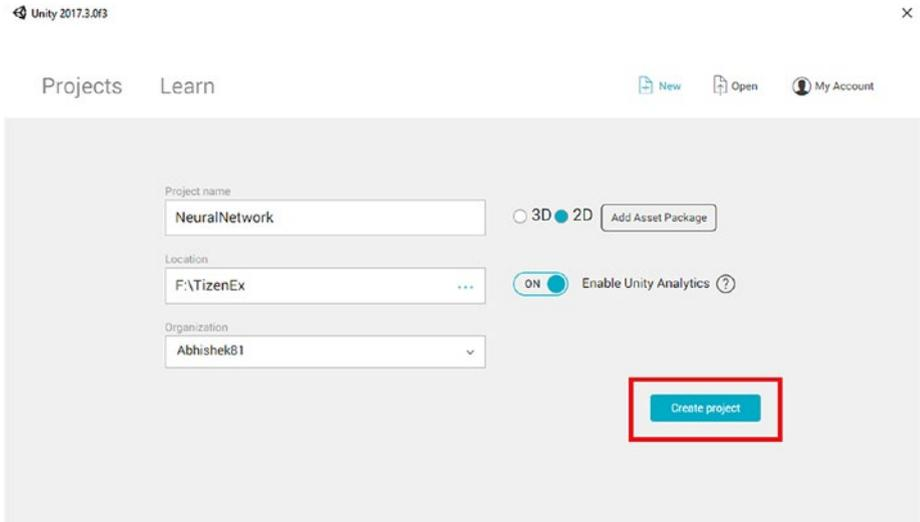 Unity 2017.3.0f3
Projects Learn New Open My Account
Project name
NeuralNetwork
3D 2D Add Asset Package
Location
F:\TizenEx
ON Enable Unity Analytics ?
Organization
Abhishek81
Create project